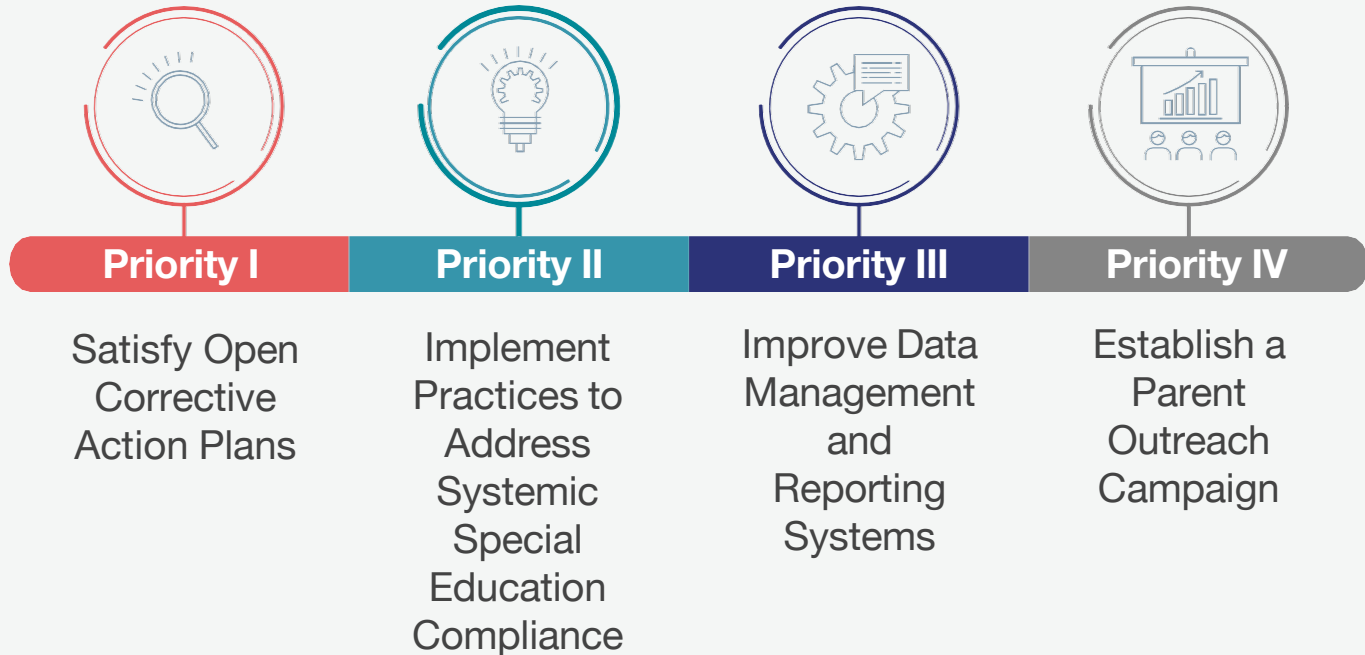 Priority I
Priority II
Priority III
Priority IV
Satisfy Open
Corrective
Action Plans
Implement
Practices to
Address
Systemic
Special
Education
Compliance
Improve Data
Management
and
Reporting
Systems
Establish a
Parent
Outreach
Campaign